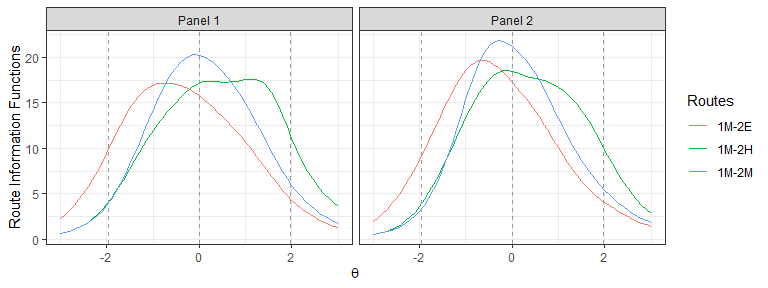 Panel 1
Panel 2
Route Information Functions
20
15
10
5
0
-2
0
2
-2
0
2
θ
Routes
1M-2E
1M-2H
1M-2M